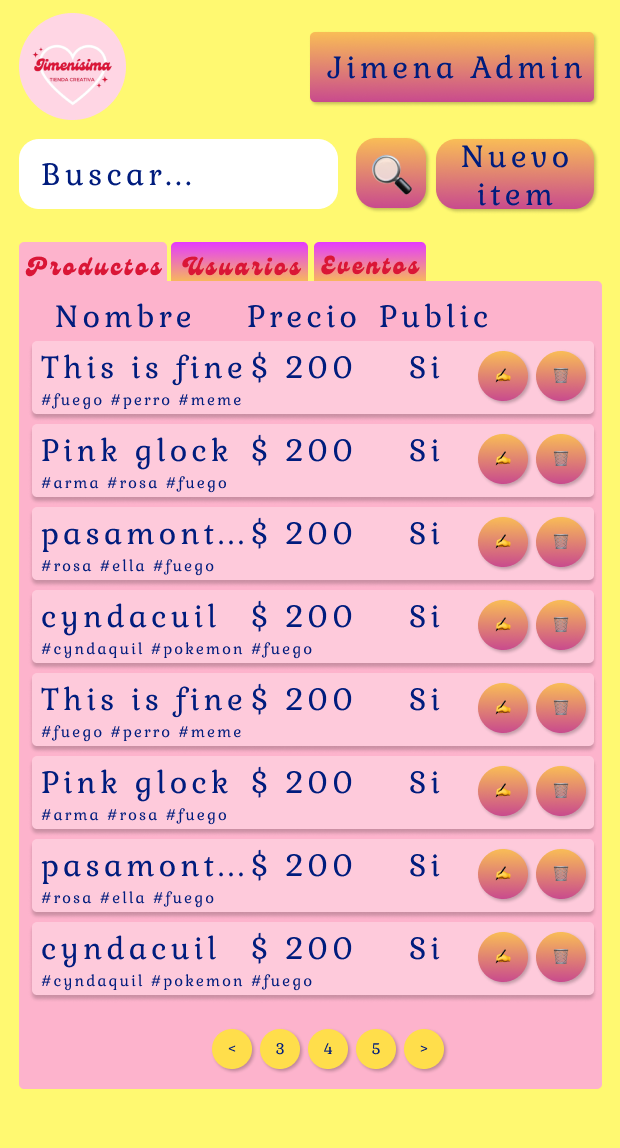 Jimenísima
TIENDA CREATIVA
Jimena Admin
Buscar...
Nuevo
item
Productos Usuarios Eventos
Nombre Precio Public
This is fine $ 200 Si
#fuego #perro #meme
Pink glock $ 200 Si
#arma #rosa #fuego
pasamont... $ 200 Si
#rosa #ella #fuego
cyndacuil $ 200 Si
#cyndaquil #pokemon #fuego
This is fine $ 200 Si
#fuego #perro #meme
Pink glock $ 200 Si
#arma #rosa #fuego
pasamont... $ 200 Si
#rosa #ella #fuego
cyndacuil $ 200 Si
#cyndaquil #pokemon #fuego
< 3 4 5 >